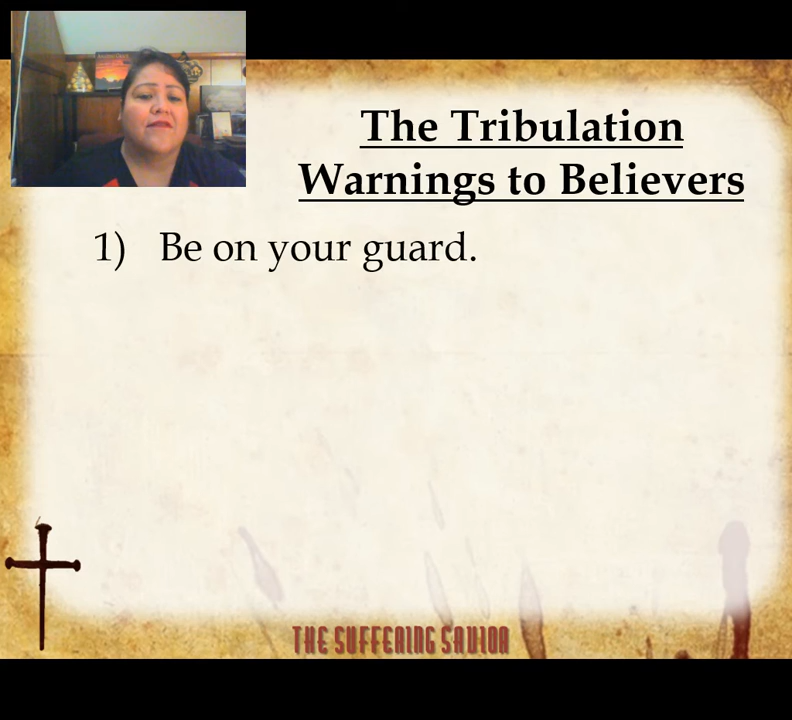 The Tribulation
Warnings to Believers
1) Be on your guard.
THE SUFFERING SAVIOR